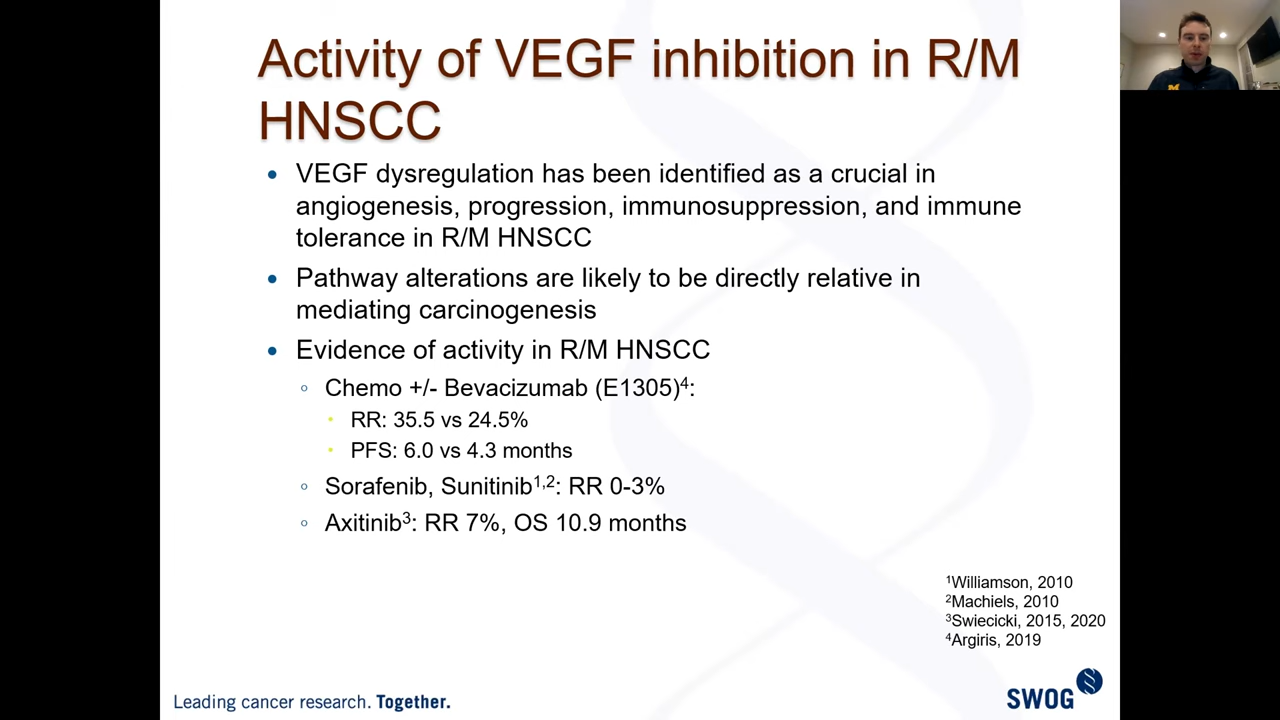 Activity of VEGF inhibition in R/M
HNSCC
• VEGF dysregulation has been identified as a crucial in
angiogenesis, progression, immunosuppression, and immune
tolerance in R/M HNSCC
• Pathway alterations are likely to be directly relative in
mediating carcinogenesis
• Evidence of activity in R/M HNSCC
◦ Chemo +/- Bevacizumab (E1305)⁴:
• RR: 35.5 vs 24.5%
• PFS: 6.0 vs 4.3 months
◦ Sorafenib, Sunitinib¹,²: RR 0-3%
◦ Axitinib³: RR 7%, OS 10.9 months
¹Williamson, 2010
²Machiels, 2010
³Swiecicki, 2015, 2020
⁴Argiris, 2019
Leading cancer research. Together.
SWOG
M